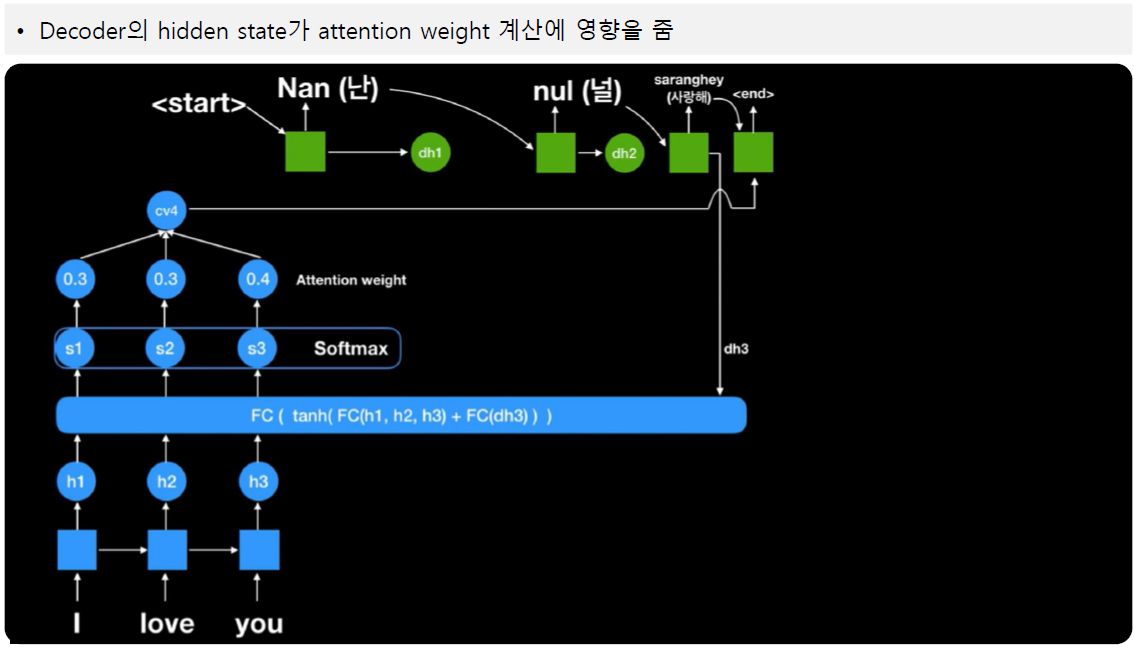 • Decoder의 hidden state가 attention weight 계산에 영향을 줌
<start>
Nan (난)
nul (널)
saranghey
(사랑해)
<end>
dh1
dh2
cv4
0.3
0.3
0.4
Attention weight
s1
s2
s3
Softmax
dh3
FC ( tanh( FC(h1, h2, h3) + FC(dh3) ) )
h1
h2
h3
I
love
you